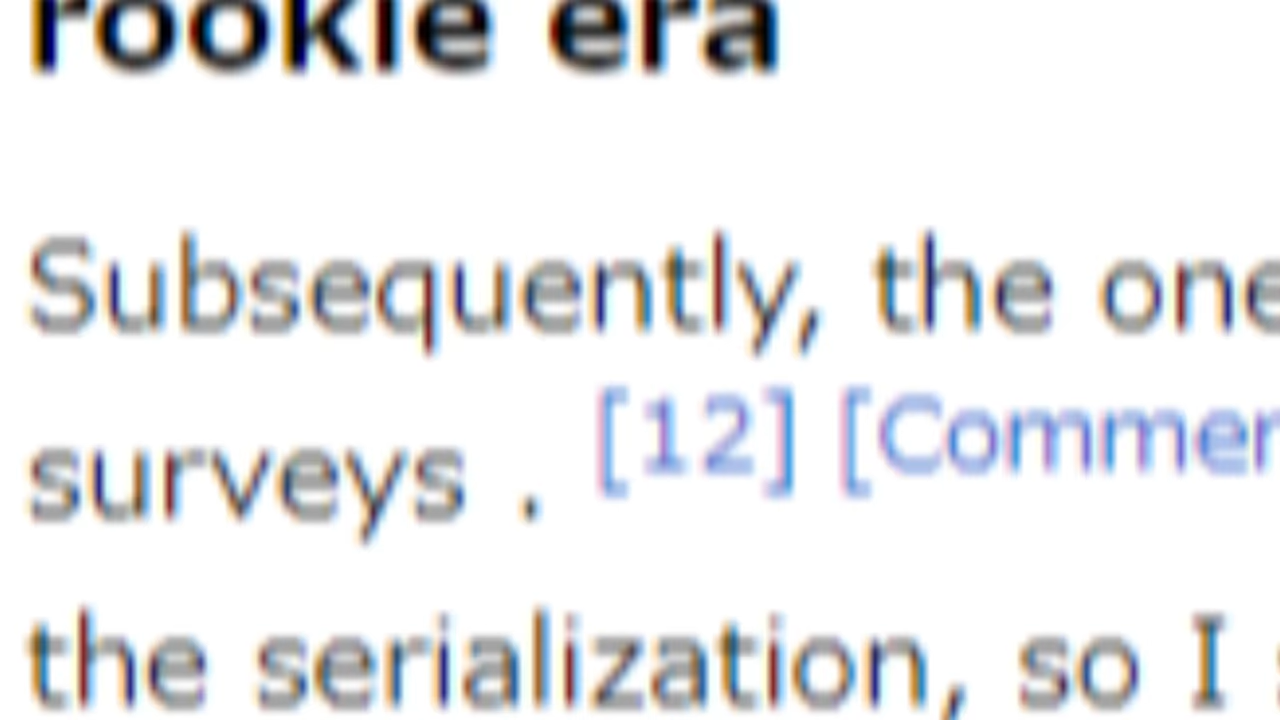 rookie era
Subsequently, the one
surveys . [12] [Commen
the serialization, so I